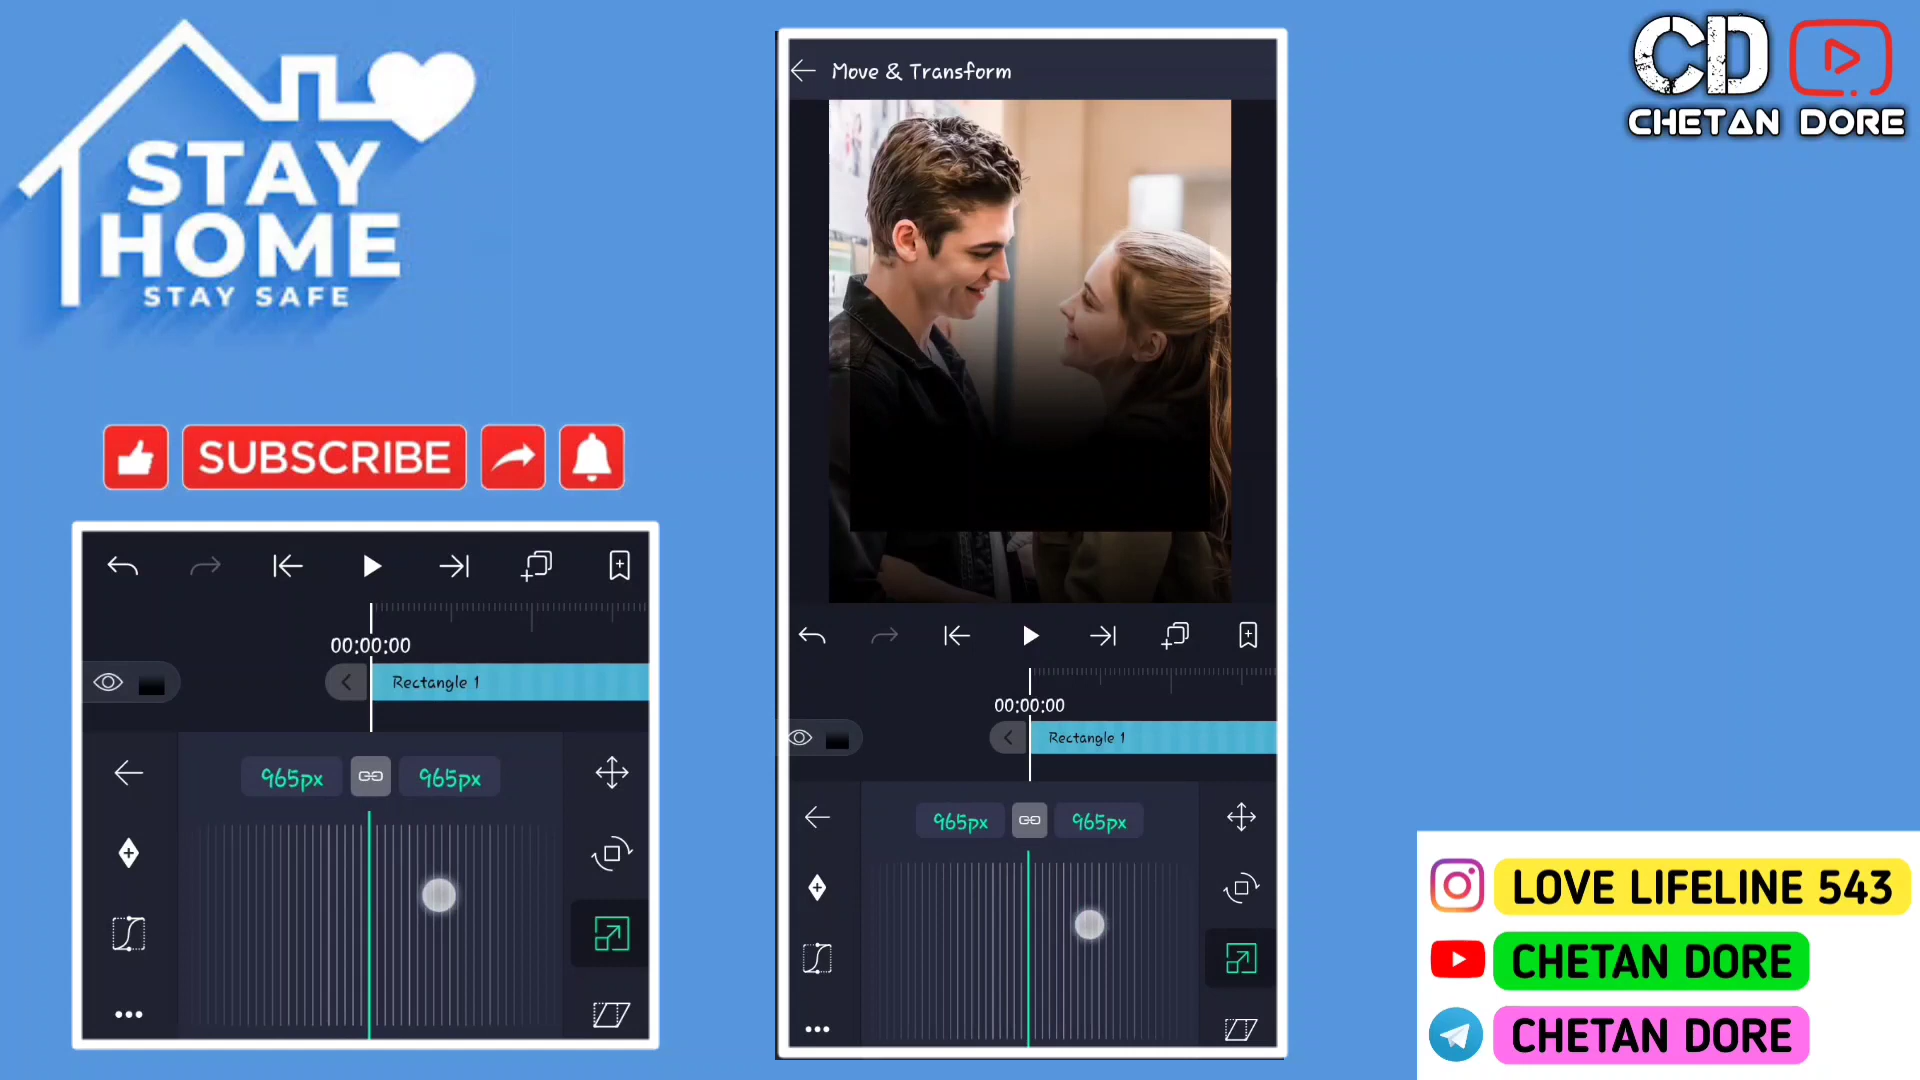 STAY
HOME
STAY SAFE
SUBSCRIBE
00:00:00
Rectangle 1
965px
965px
Move & Transform
00:00:00
Rectangle 1
965px
965px
CD
CHETAN DORE
LOVE LIFELINE 543
CHETAN DORE
CHETAN DORE